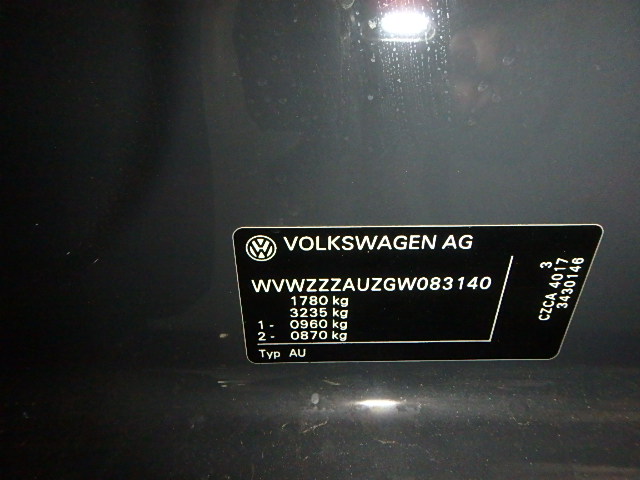 VOLKSWAGEN AG
WVWZZZAUZGW083140
1780 kg
3235 kg
1 - 0960 kg
2 - 0870 kg
Typ AU
3
CZCA 4017
3430146